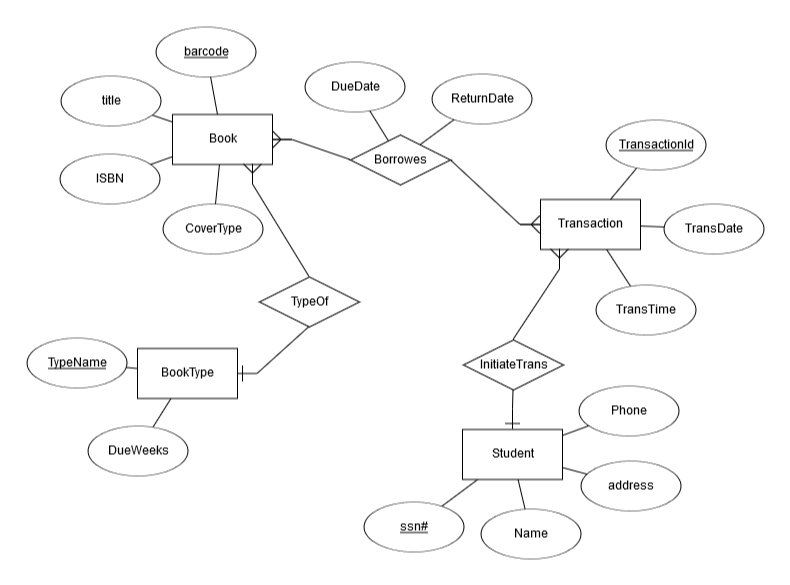 barcode
DueDate
title
ReturnDate
Book
TransactionId
Borrowes
ISBN
Transaction
CoverType
TransDate
TypeOf
TransTime
TypeName
InitiateTrans
BookType
Phone
DueWeeks
Student
address
ssn#
Name